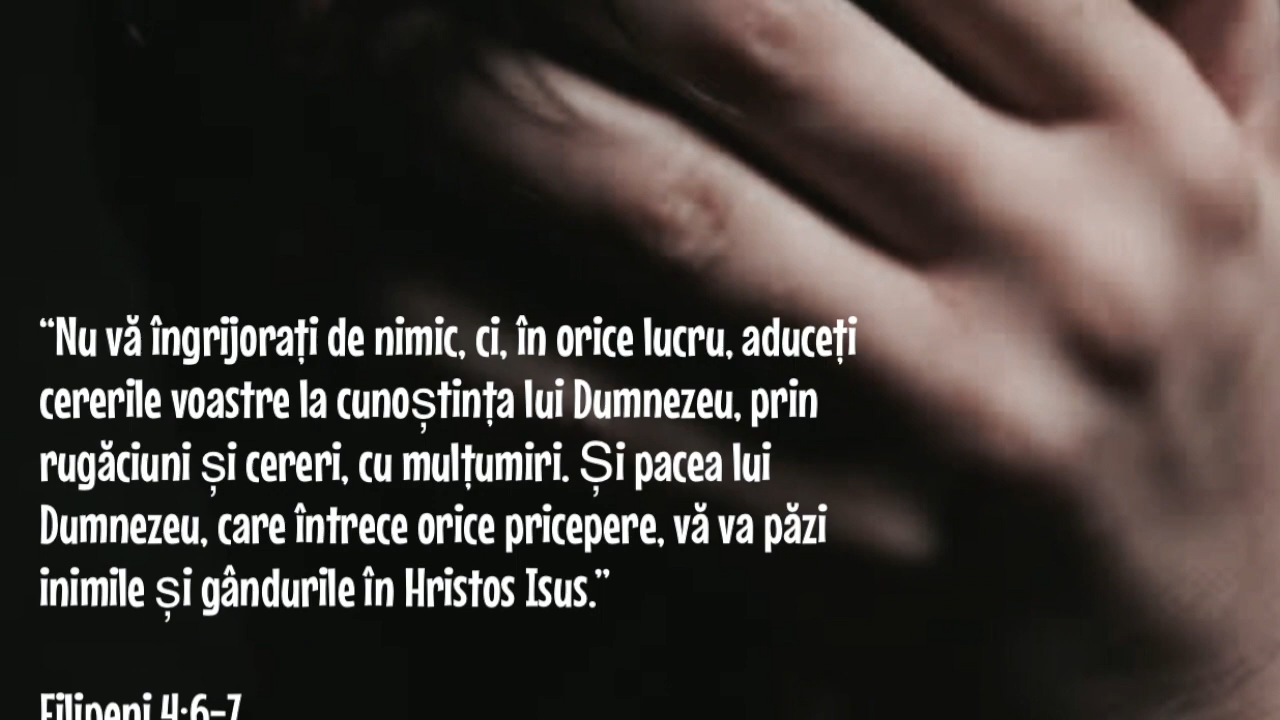 “Nu vă îngrijorați de nimic, ci, în orice lucru, aduceți
cererile voastre la cunoștința lui Dumnezeu, prin
rugăciuni și cereri, cu mulțumiri. Și pacea lui
Dumnezeu, care întrece orice pricepere, vă va păzi
inimile și gândurile în Hristos Isus.”
Filipeni 4:6-7